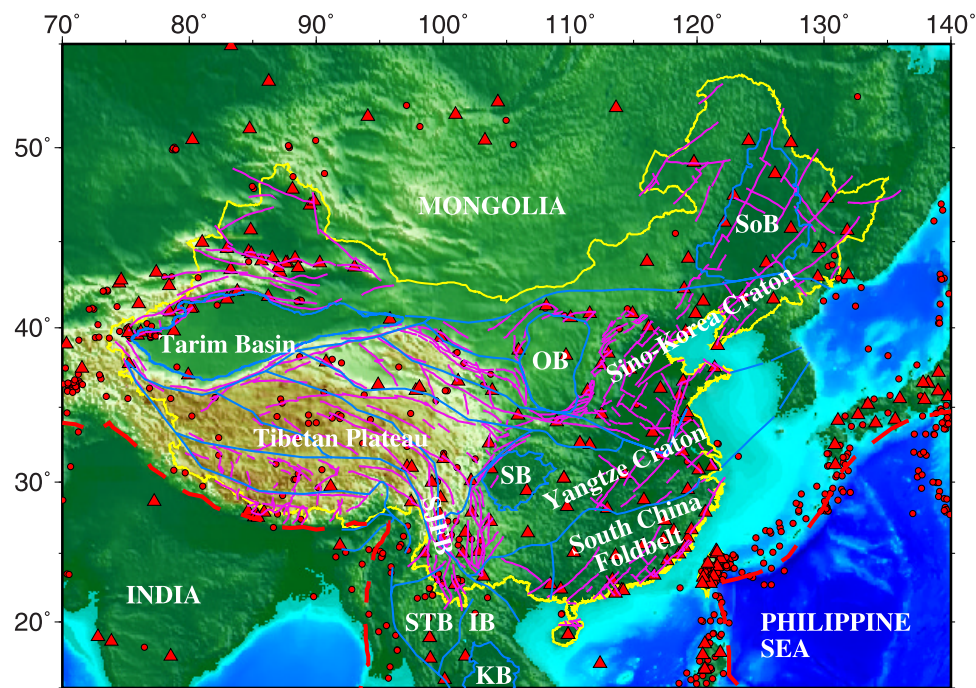 70˚ 80˚ 90˚ 100˚ 110˚ 120˚ 130˚ 140˚
50˚
MONGOLIA
SoB
40˚
Tarim Basin
OB
Sino-Korea Craton
Tibetan Plateau
30˚
SB
Yangtze Craton
South China
Foldbelt
INDIA
20˚
STB
IB
KB
PHILIPPINE
SEA